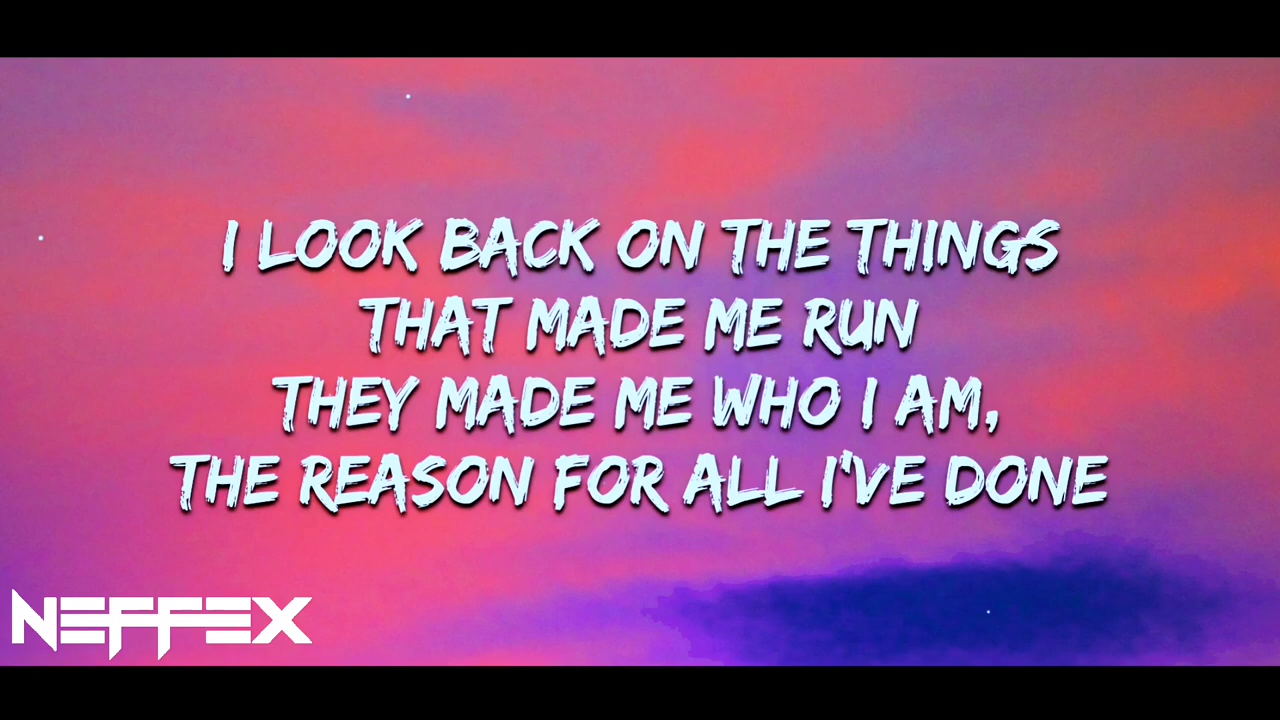 I LOOK BACK ON THE THINGS
THAT MADE ME RUN
THEY MADE ME WHO I AM,
THE REASON FOR ALL I'VE DONE
NEFFEX